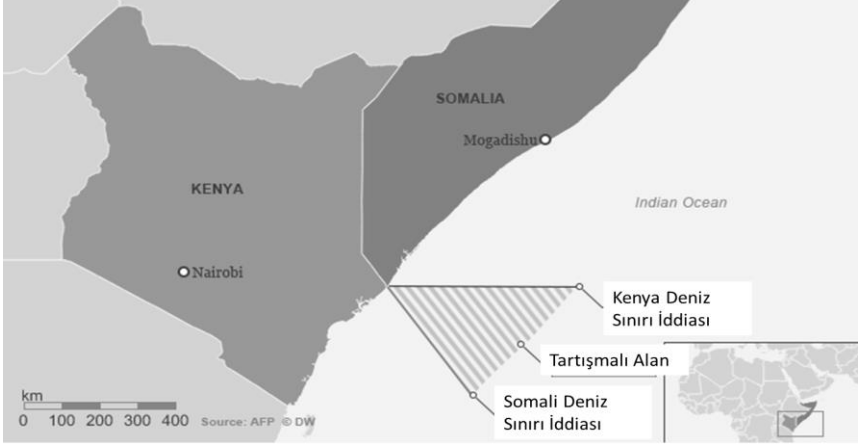 SOMALIA
Mogadishu
KENYA
Indian Ocean
Nairobi
Kenya Deniz
Sınırı İddiası
Tartışmalı Alan
Somali Deniz
Sınırı İddiası
km
0 100 200 300 400
Source: AFP © DW